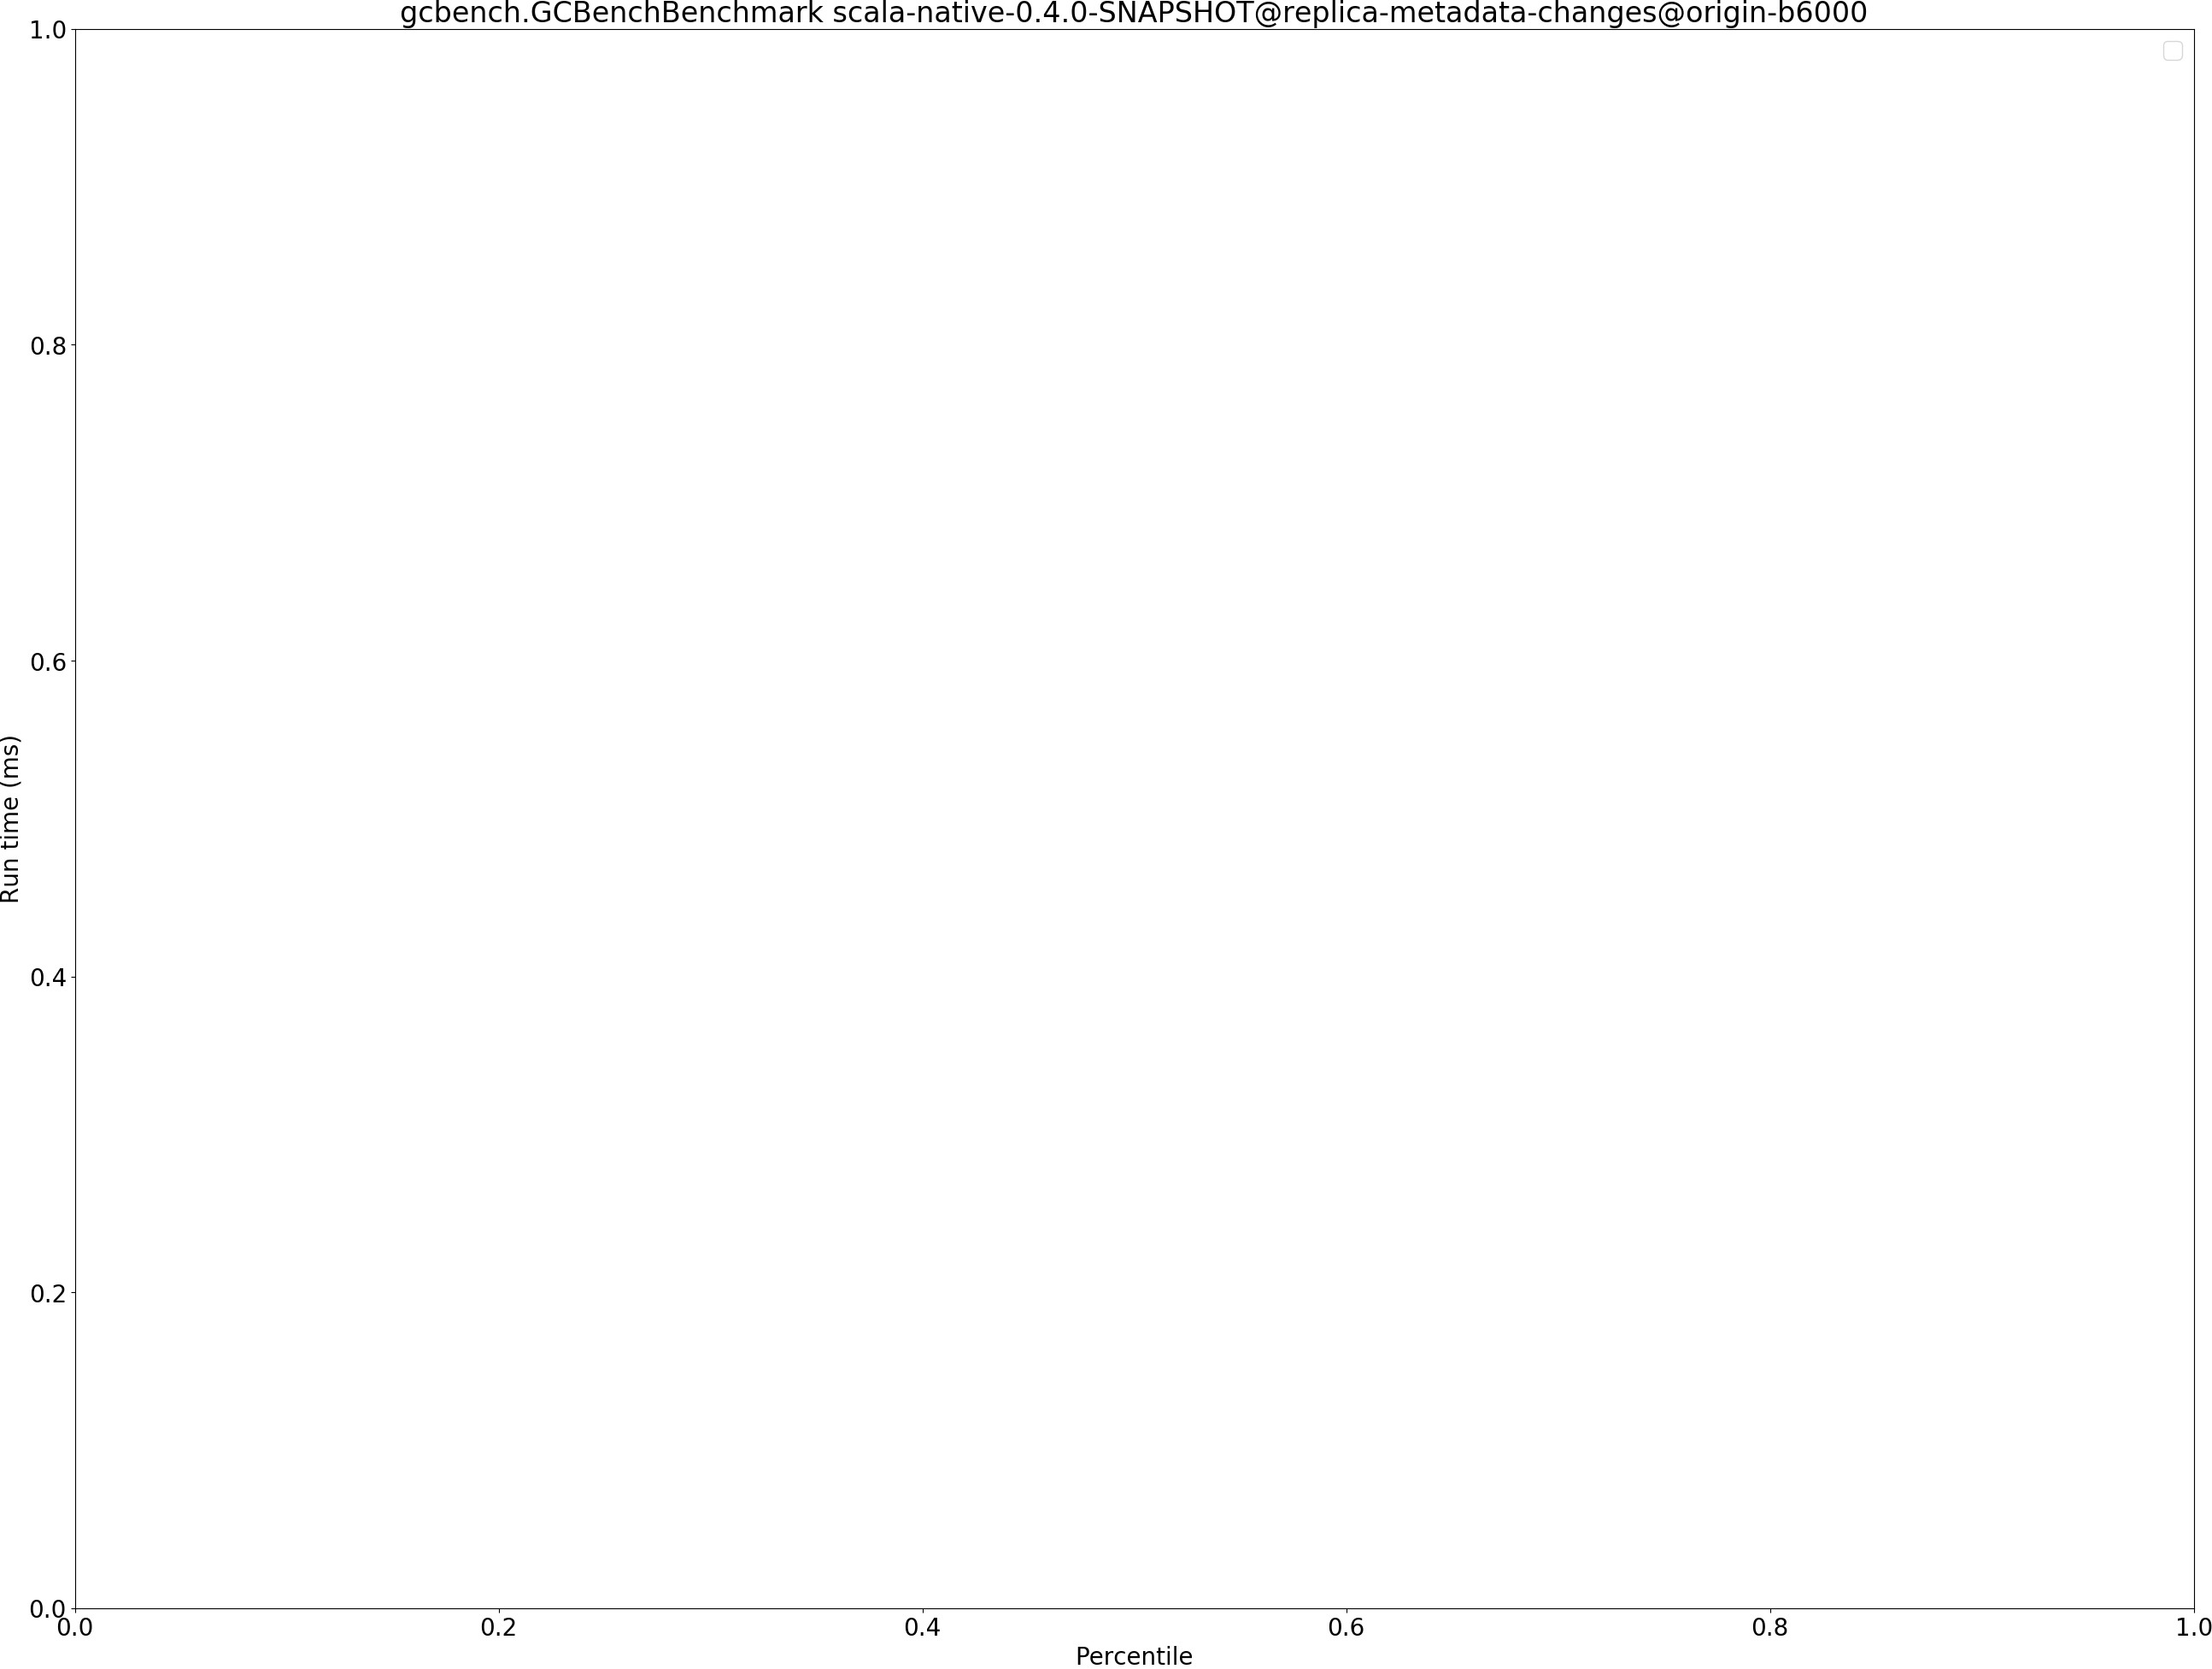 gcbench.GCBenchBenchmark scala-native-0.4.0-SNAPSHOT@replica-metadata-changes@origin-b6000
1.0
0.8
0.6
0.4
0.2
0.0
Run time (ms)
0.0 0.2 0.4 0.6 0.8 1.0
Percentile